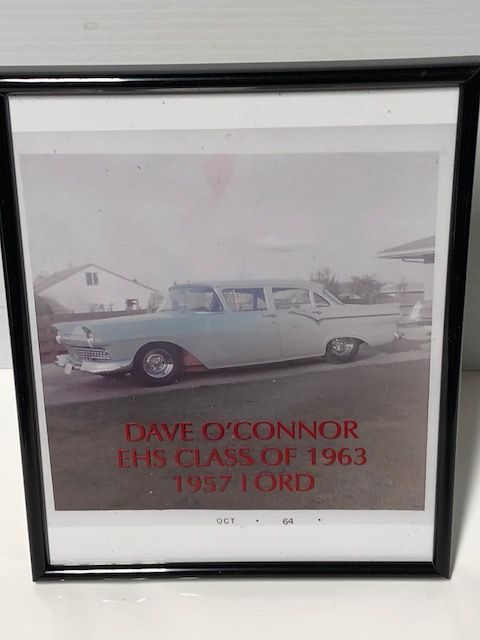 DAVE O'CONNOR
EHS CLASS OF 1963
1957 FORD
OCT • 64 •